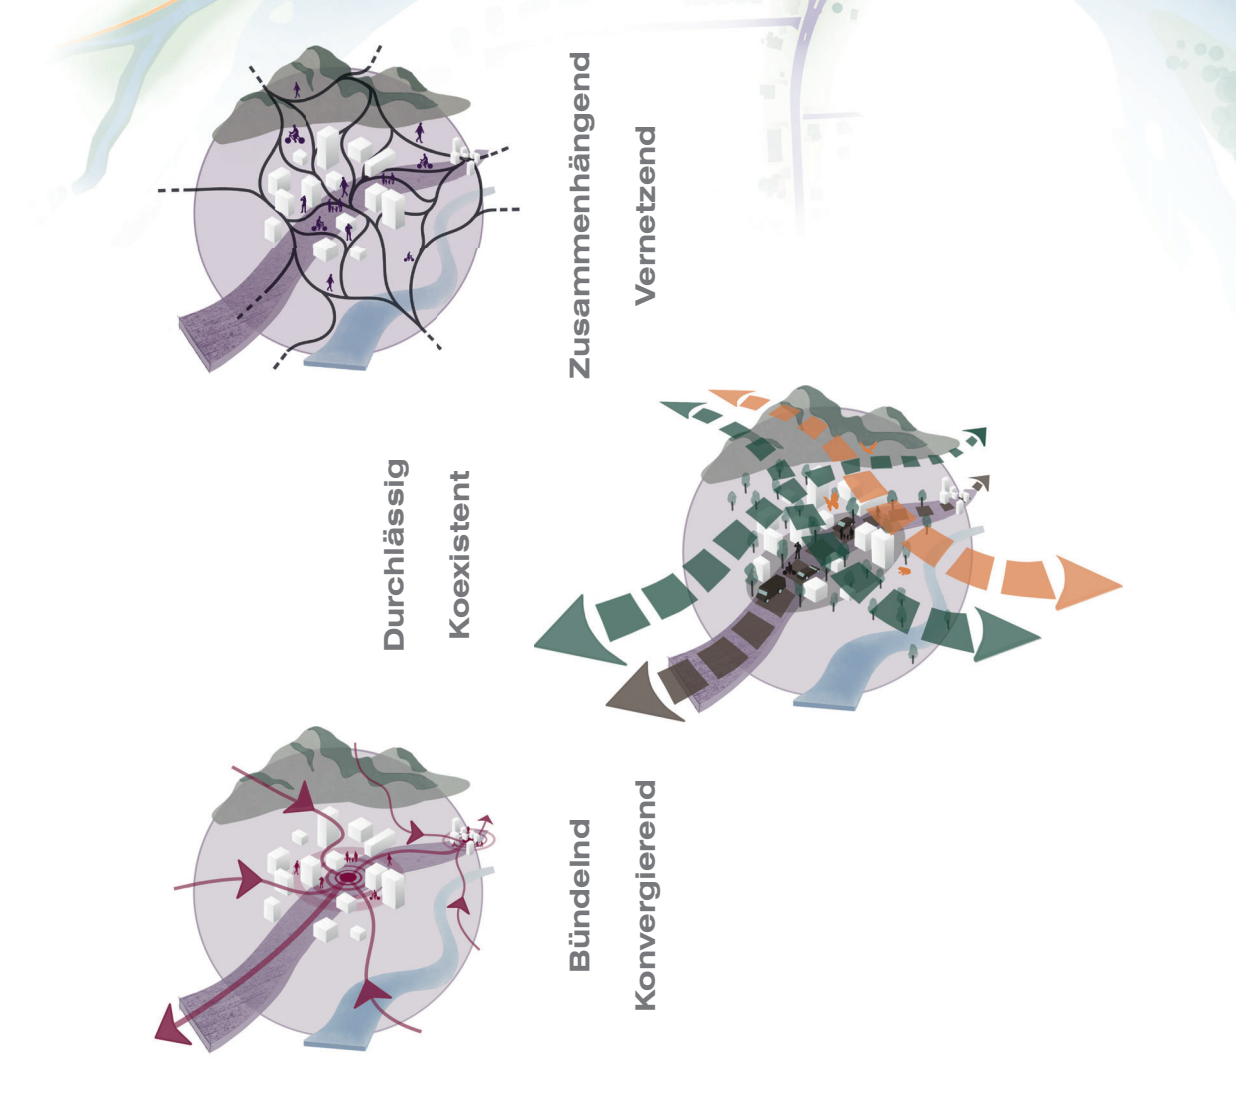 Zusammenhängend
Vernetzend
Durchlässig
Koexistent
Bündelnd
Konvergierend